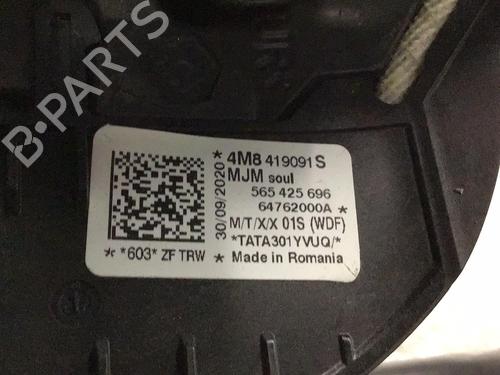 B-PARTS
30/09/2020
4M8 419091 S
MJM soul
565 425 696
64762000A
M/T/X/X 01S (WDF)
*TATA301YVUQ/*
*603* ZF TRW * Made in Romania